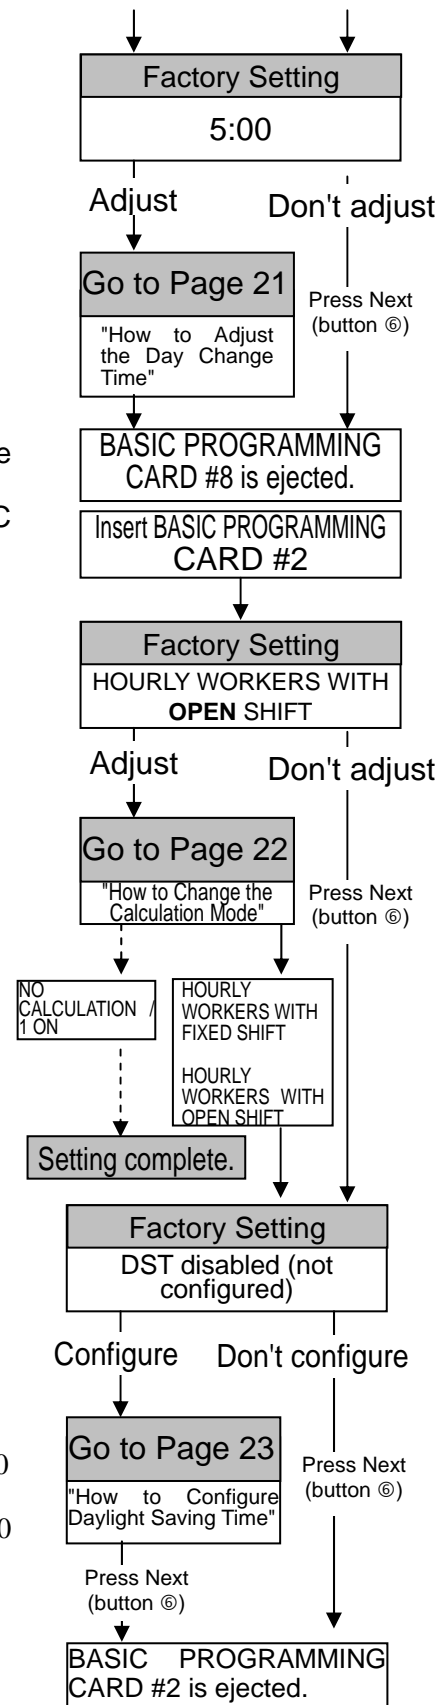 Factory Setting
5:00
Adjust
Don't adjust
Go to Page 21
Press Next
(button ⑥)
"How to Adjust
the Day Change
Time"
BASIC PROGRAMMING
CARD #8 is ejected.
e
C
Insert BASIC PROGRAMMING
CARD #2
Factory Setting
HOURLY WORKERS WITH
OPEN SHIFT
Adjust
Don't adjust
Go to Page 22
"How to Change the
Calculation Mode"
Press Next
(button ⑥)
NO
CALCULATION /
1 ON
HOURLY
WORKERS WITH
FIXED SHIFT
HOURLY
WORKERS WITH
OPEN SHIFT
Setting complete.
Factory Setting
DST disabled (not
configured)
Configure
Don't configure
Go to Page 23
Press Next
(button ⑥)
"How to Configure
Daylight Saving Time"
0
0
Press Next
(button ⑥)
BASIC PROGRAMMING
CARD #2 is ejected.